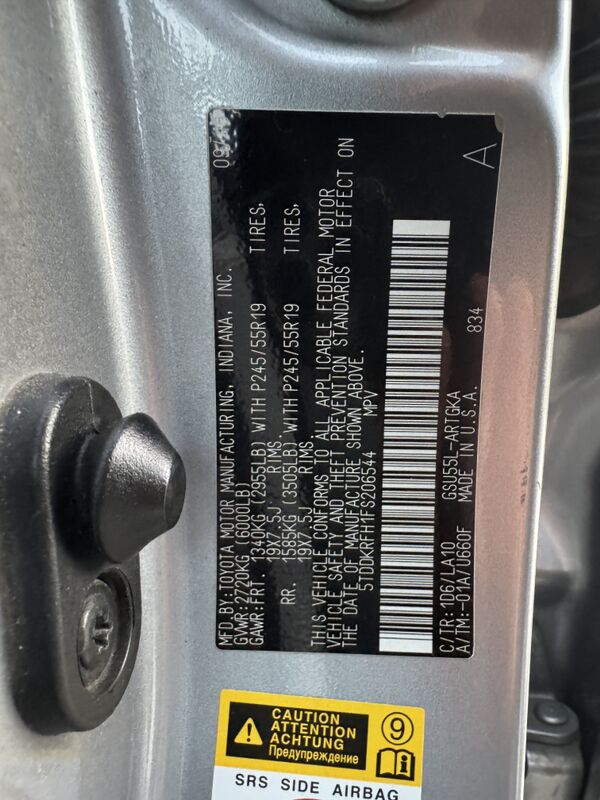 MFD.BY:TOYOTA MOTOR MANUFACTURING, INDIANA, INC. 09/
GVWR:2720KG (6000LB)
GAWR:FRT. 1340KG (2955LB) WITH P245/55R19 TIRES,
19X7.5J RIMS
RR. 1585KG (3505LB) WITH P245/55R19 TIRES,
19X7.5J RIMS
THIS VEHICLE CONFORMS TO ALL APPLICABLE FEDERAL MOTOR
VEHICLE SAFETY AND THEFT PREVENTION STANDARDS IN EFFECT ON
THE DATE OF MANUFACTURE SHOWN ABOVE.
5TDDKRFH1FS206544 MPV
C/TR:1D6/LA10 GSU55L-ARTGKA 834
A/TM:-01A/U660F MADE IN U.S.A.
A
CAUTION
ATTENTION
ACHTUNG
Предупреждение
9
SRS SIDE AIRBAG